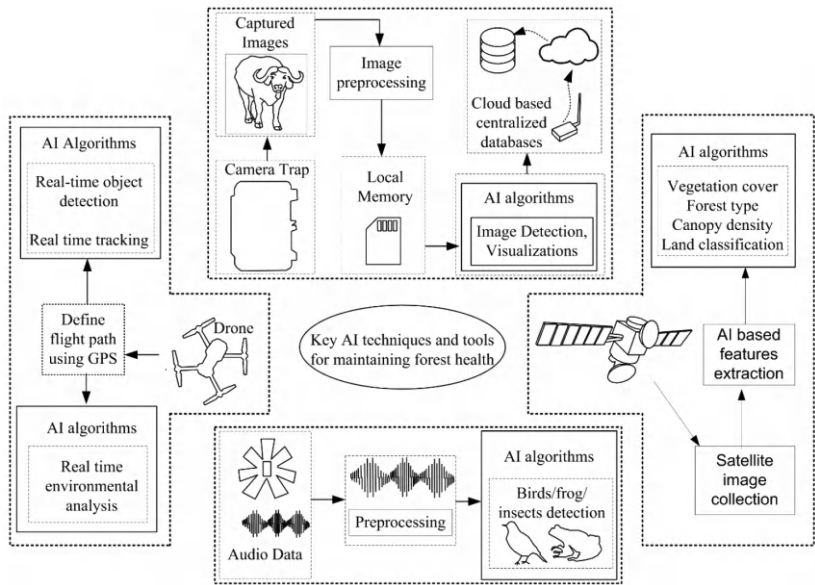 Captured
Images
Image
preprocessing
Cloud based
centralized
databases
Camera Trap
Local
Memory
AI algorithms
Image Detection,
Visualizations
AI Algorithms
Real-time object
detection
Real time tracking
Define
flight path
using GPS
Drone
AI algorithms
Real time
environmental
analysis
Key AI techniques and tools
for maintaining forest health
AI algorithms
Vegetation cover
Forest type
Canopy density
Land classification
AI based
features
extraction
Satellite
image
collection
Audio Data
Preprocessing
AI algorithms
Birds/frog/
insects detection